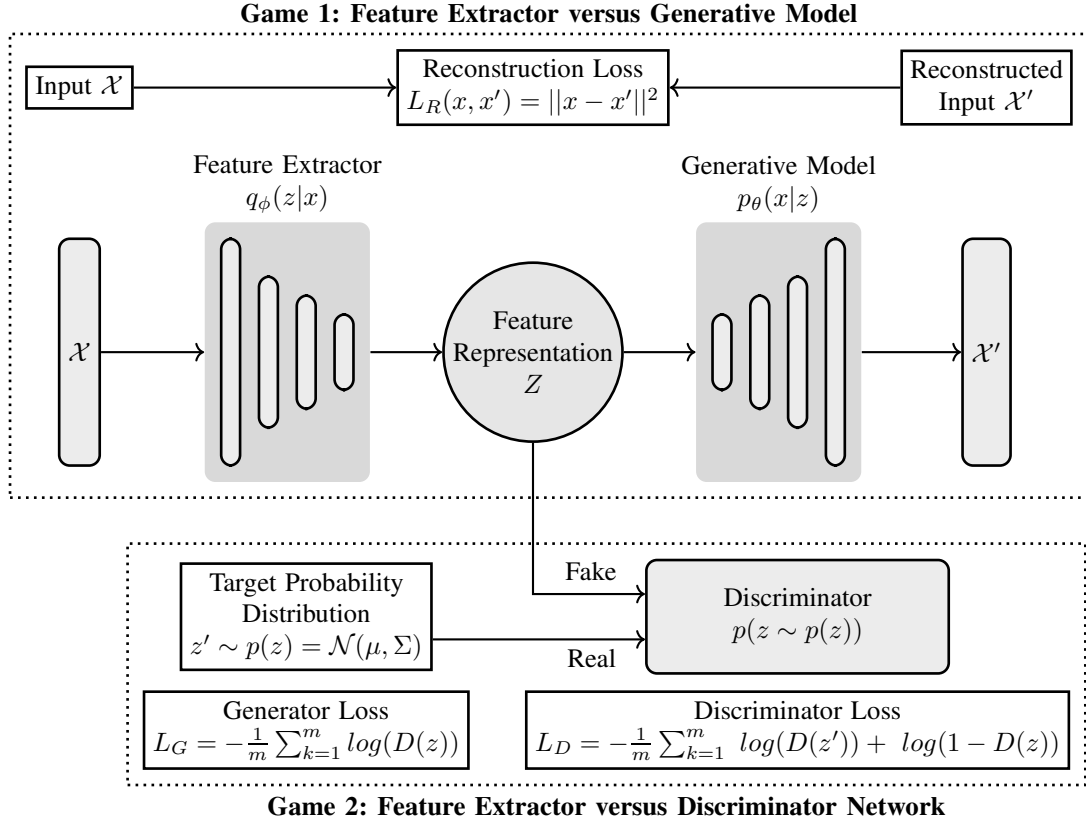 Game 1: Feature Extractor versus Generative Model
Input 𝒳
Reconstruction Loss
L_R(x, x′) = ||x − x′||²
Reconstructed
Input 𝒳′
Feature Extractor
q_ϕ(z|x)
Generative Model
p_θ(x|z)
𝒳
Feature
Representation
Z
𝒳′
Fake
Target Probability
Distribution
z′ ∼ p(z) = 𝒩(μ, Σ)
Real
Discriminator
p(z ∼ p(z))
Generator Loss
L_G = −\frac{1}{m} ∑_{k=1}^{m} log(D(z))
Discriminator Loss
L_D = −\frac{1}{m} ∑_{k=1}^{m} log(D(z′)) + log(1 − D(z))
Game 2: Feature Extractor versus Discriminator Network